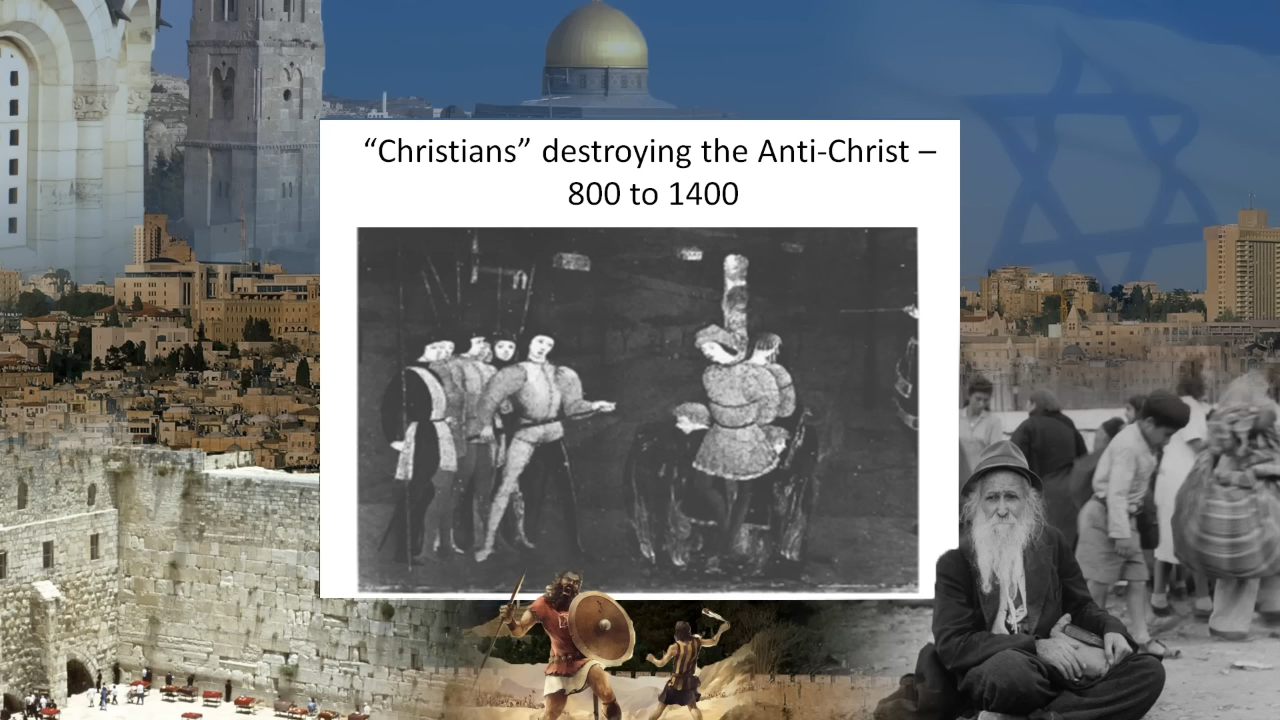 “Christians” destroying the Anti-Christ –
800 to 1400